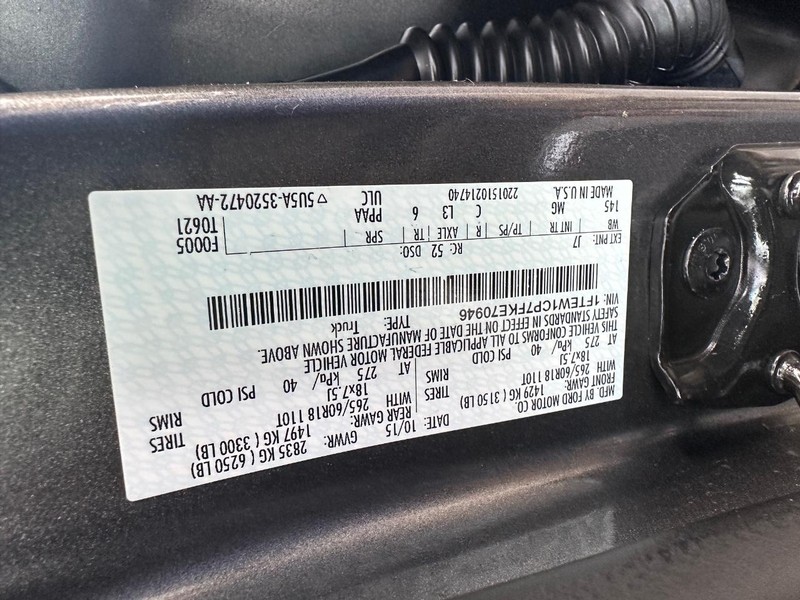 MFD. BY FORD MOTOR CO.
DATE: 10/15 GVWR: 2835 KG ( 6250 LB)
FRONT GAWR: 1429 KG ( 3150 LB) REAR GAWR: 1497 KG ( 3300 LB)
WITH 265/60R18 110T TIRES WITH 265/60R18 110T TIRES
18x7.5J RIMS 18x7.5J RIMS
AT 275 kPa/ 40 PSI COLD AT 275 kPa/ 40 PSI COLD
THIS VEHICLE CONFORMS TO ALL APPLICABLE FEDERAL MOTOR VEHICLE
SAFETY STANDARDS IN EFFECT ON THE DATE OF MANUFACTURE SHOWN ABOVE.
VIN: 1FTEW1CP7FKE70946 TYPE: Truck
F0005
T0621
EXT PNT: J7 RC: 52 DSO:
WB INT TR TP/PS R AXLE TR SPR
145 MG C L3 6 PPAA
MADE IN U.S.A. 2201510214740 ULC 5U5A-3520472-AA